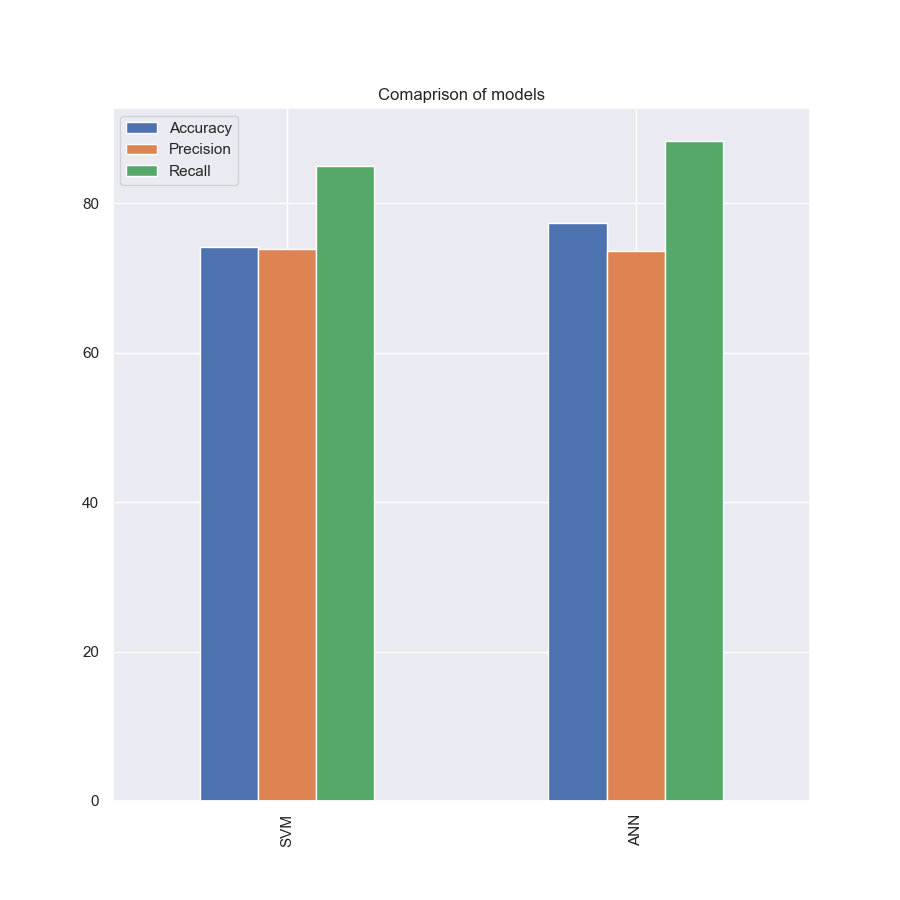 Comaprison of models
Accuracy
Precision
Recall
80
60
40
20
0
SVM
ANN